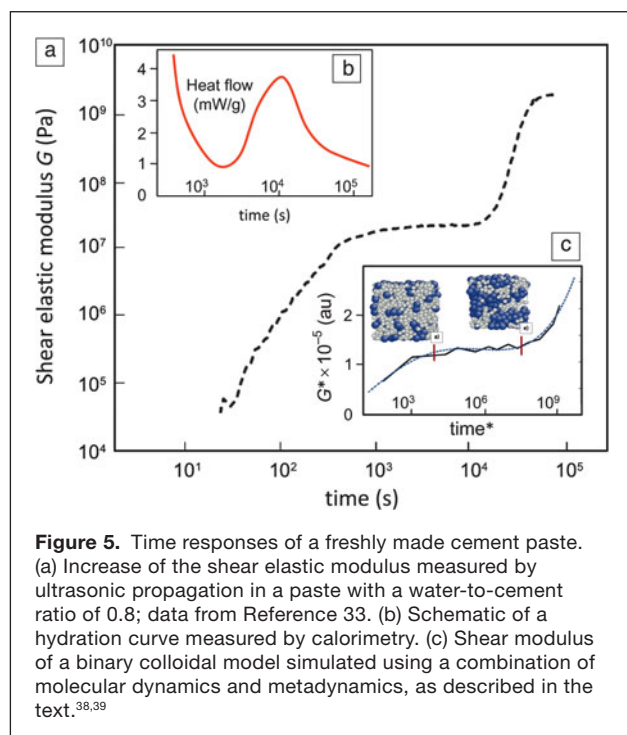 a
10¹⁰
10⁹
10⁸
10⁷
10⁶
10⁵
10⁴
Shear elastic modulus G (Pa)
10¹
10²
10³
10⁴
10⁵
time (s)
b
Heat flow
(mW/g)
4
3
2
1
0
10³
10⁴
10⁵
time (s)
c
G* × 10⁻⁵ (au)
2
1
0
10³
10⁶
10⁹
time*
Figure 5. Time responses of a freshly made cement paste.
(a) Increase of the shear elastic modulus measured by
ultrasonic propagation in a paste with a water-to-cement
ratio of 0.8; data from Reference 33. (b) Schematic of a
hydration curve measured by calorimetry. (c) Shear modulus
of a binary colloidal model simulated using a combination of
molecular dynamics and metadynamics, as described in the
text.³⁸,³⁹